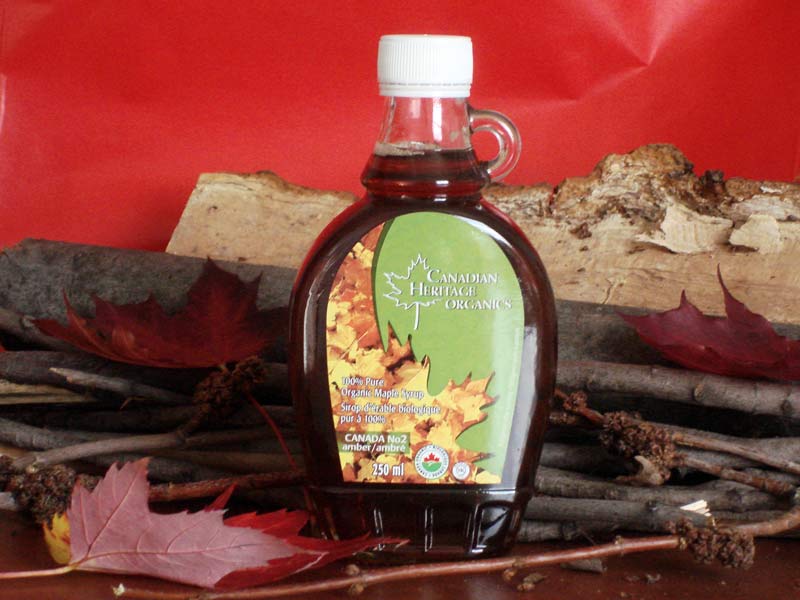 CANADIAN
HERITAGE
ORGANICS
100% Pure
Organic Maple Syrup
Sirop d'érable biologique
pur à 100%
CANADA No2
amber/ambré
250 ml